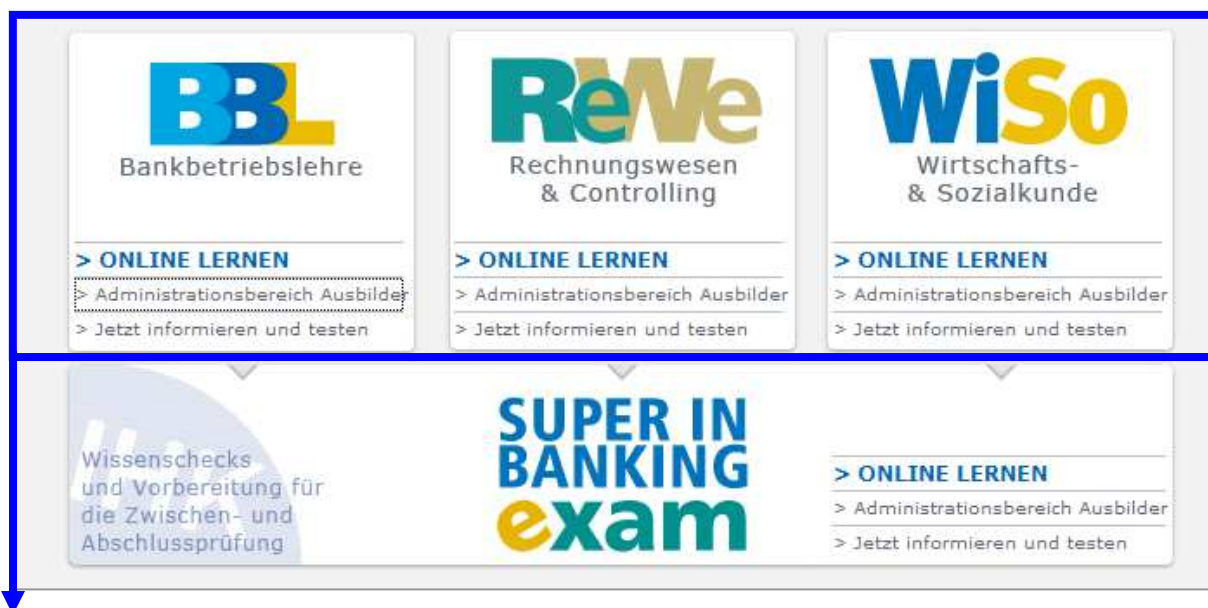 BBL
Bankbetriebslehre
> ONLINE LERNEN
> Administrationsbereich Ausbilder
> Jetzt informieren und testen
ReWe
Rechnungswesen
& Controlling
> ONLINE LERNEN
> Administrationsbereich Ausbilder
> Jetzt informieren und testen
WiSo
Wirtschafts-
& Sozialkunde
> ONLINE LERNEN
> Administrationsbereich Ausbilder
> Jetzt informieren und testen
Wissenschecks
und Vorbereitung für
die Zwischen- und
Abschlussprüfung
SUPER IN
BANKING
exam
> ONLINE LERNEN
> Administrationsbereich Ausbilder
> Jetzt informieren und testen